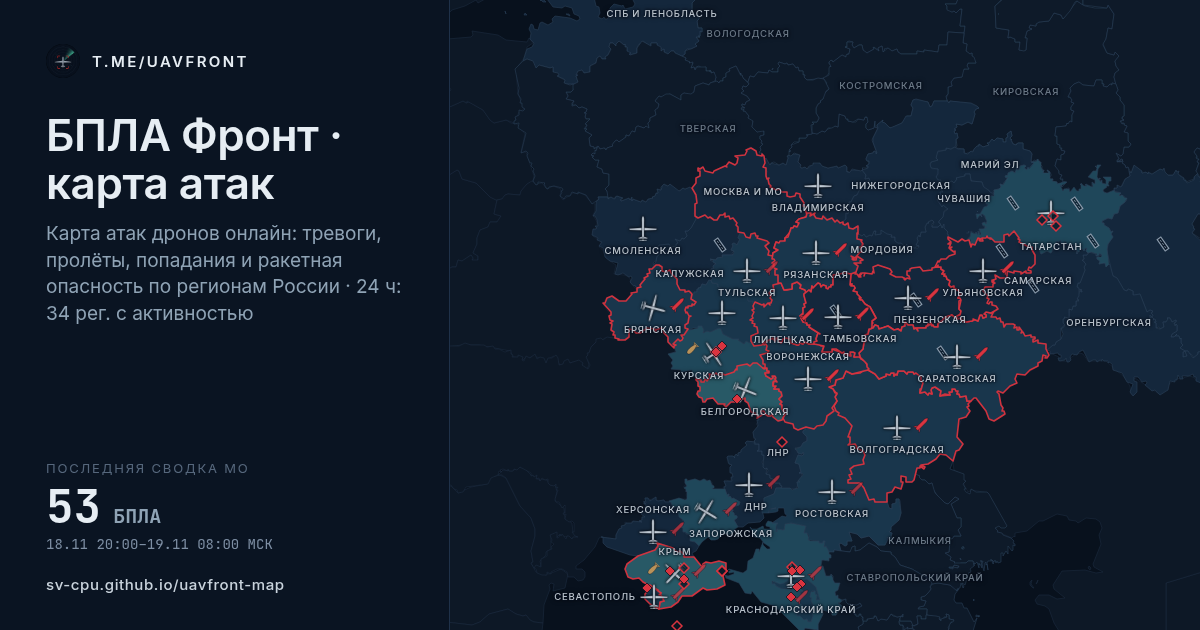 T.ME/UAVFRONT
БПЛА Фронт ·
карта атак
Карта атак дронов онлайн: тревоги,
пролёты, попадания и ракетная
опасность по регионам России · 24 ч:
34 рег. с активностью
ПОСЛЕДНЯЯ СВОДКА МО
53 БПЛА
18.11 20:00–19.11 08:00 МСК
sv-cpu.github.io/uavfront-map
СПБ И ЛЕНОБЛАСТЬ
ВОЛОГОДСКАЯ
КОСТРОМСКАЯ
КИРОВСКАЯ
ТВЕРСКАЯ
МАРИЙ ЭЛ
МОСКВА И МО
НИЖЕГОРОДСКАЯ
ЧУВАШИЯ
ВЛАДИМИРСКАЯ
ТАТАРСТАН
СМОЛЕНСКАЯ
МОРДОВИЯ
КАЛУЖСКАЯ
РЯЗАНСКАЯ
САМАРСКАЯ
ТУЛЬСКАЯ
УЛЬЯНОВСКАЯ
БРЯНСКАЯ
ПЕНЗЕНСКАЯ
ОРЕНБУРГСКАЯ
ЛИПЕЦКАЯ
ТАМБОВСКАЯ
ВОРОНЕЖСКАЯ
КУРСКАЯ
САРАТОВСКАЯ
БЕЛГОРОДСКАЯ
ЛНР
ВОЛГОГРАДСКАЯ
ХЕРСОНСКАЯ
ДНР
РОСТОВСКАЯ
ЗАПОРОЖСКАЯ
КАЛМЫКИЯ
КРЫМ
СТАВРОПОЛЬСКИЙ КРАЙ
СЕВАСТОПОЛЬ
КРАСНОДАРСКИЙ КРАЙ